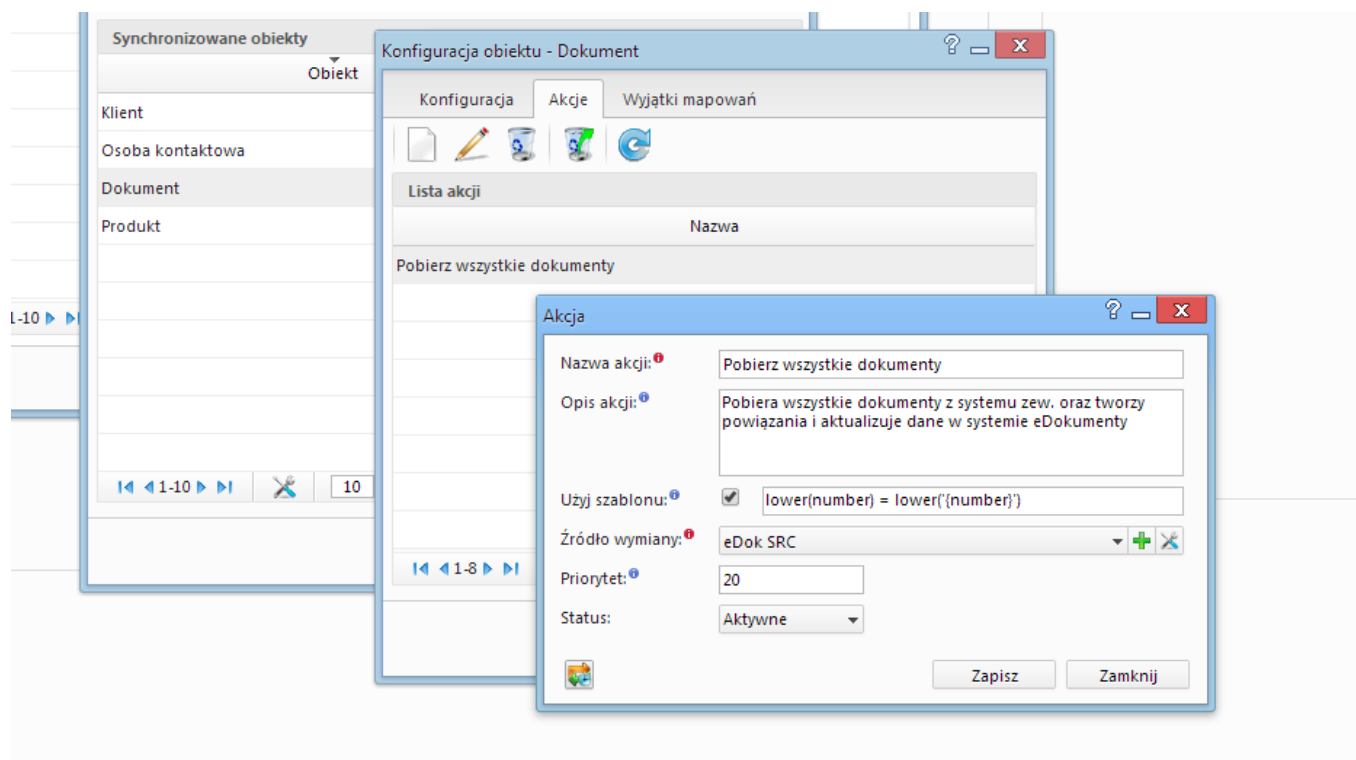 Synchronizowane obiekty
Obiekt
Klient
Osoba kontaktowa
Dokument
Produkt
1-10
1-10
10
Konfiguracja obiektu - Dokument
Konfiguracja Akcje Wyjątki mapowań
Lista akcji
Nazwa
Pobierz wszystkie dokumenty
1-8
Akcja
Nazwa akcji: Pobierz wszystkie dokumenty
Opis akcji: Pobiera wszystkie dokumenty z systemu zew. oraz tworzy
powiązania i aktualizuje dane w systemie eDokumenty
Użyj szablonu: lower(number) = lower('{number}')
Źródło wymiany: eDok SRC
Priorytet: 20
Status: Aktywne
Zapisz Zamknij